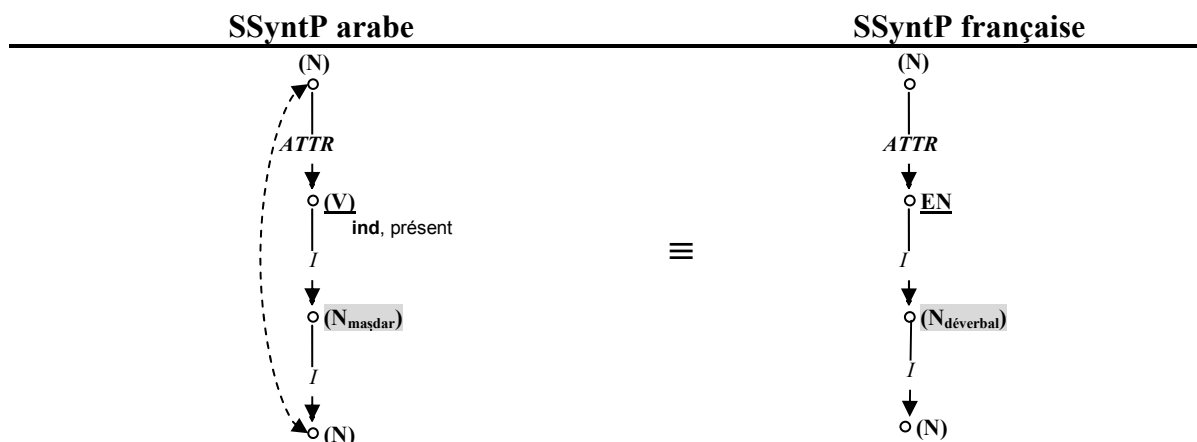 SSyntP arabe SSyntP française
(N) (N)
ATTR ATTR
(V) EN
ind, présent
≡
I I
(Nmaṣdar) (Ndéverbal)
I I
(N) (N)